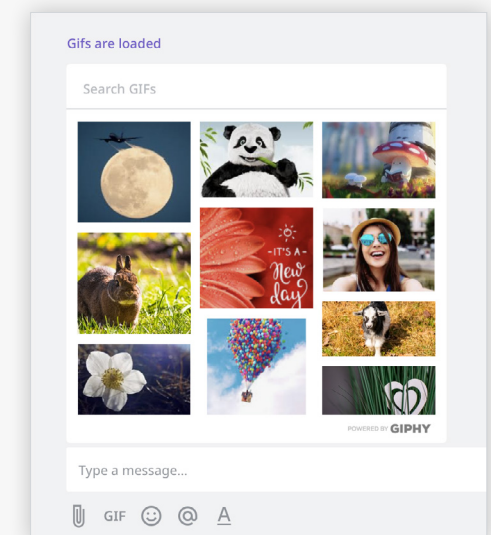 Gifs are loaded
Search GIFs
-IT'S A-
New
day
POWERED BY GIPHY
Type a message...
GIF
@
A